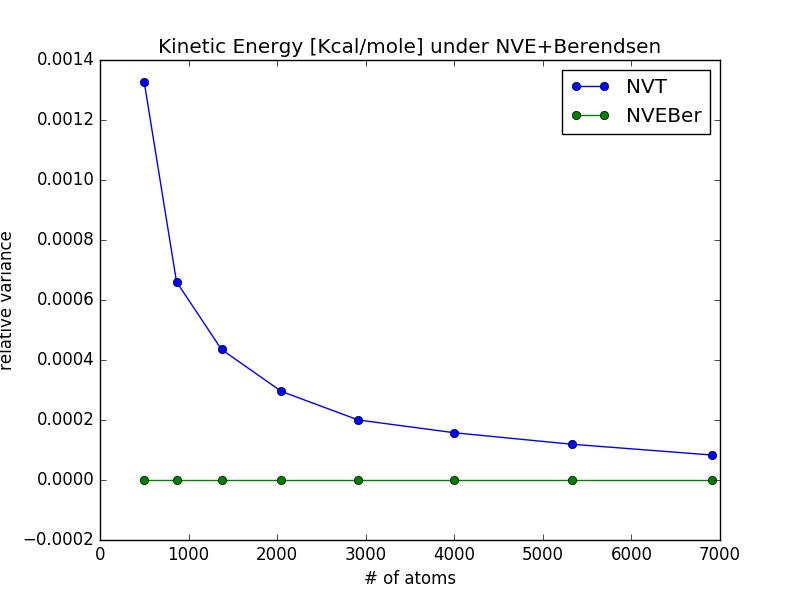 Kinetic Energy [Kcal/mole] under NVE+Berendsen
0.0014
0.0012
0.0010
0.0008
0.0006
0.0004
0.0002
0.0000
−0.0002
relative variance
NVT
NVEBer
0 1000 2000 3000 4000 5000 6000 7000
# of atoms